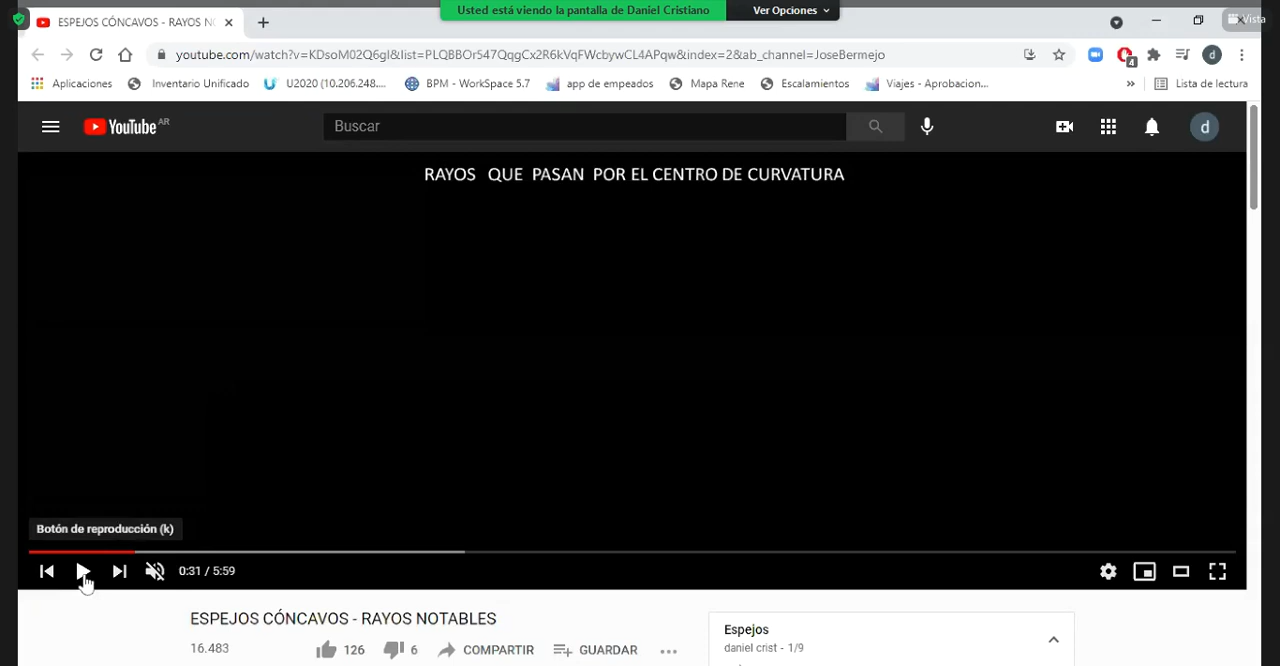 Usted está viendo la pantalla de Daniel Cristiano
Ver Opciones
ESPEJOS CÓNCAVOS - RAYOS NO
Vista
youtube.com/watch?v=KDsoM02Q6gI&list=PLQBBOr547QqgCx2R6kVqFWcbywCL4APqw&index=2&ab_channel=JoseBermejo
4
d
Aplicaciones
Inventario Unificado
U2020 (10.206.248....
BPM - WorkSpace 5.7
app de empeados
Mapa Rene
Escalamientos
Viajes - Aprobacion...
»
Lista de lectura
YouTube AR
Buscar
d
RAYOS QUE PASAN POR EL CENTRO DE CURVATURA
Botón de reproducción (k)
0:31 / 5:59
ESPEJOS CÓNCAVOS - RAYOS NOTABLES
16.483
126
6
COMPARTIR
GUARDAR
Espejos
daniel crist - 1/9